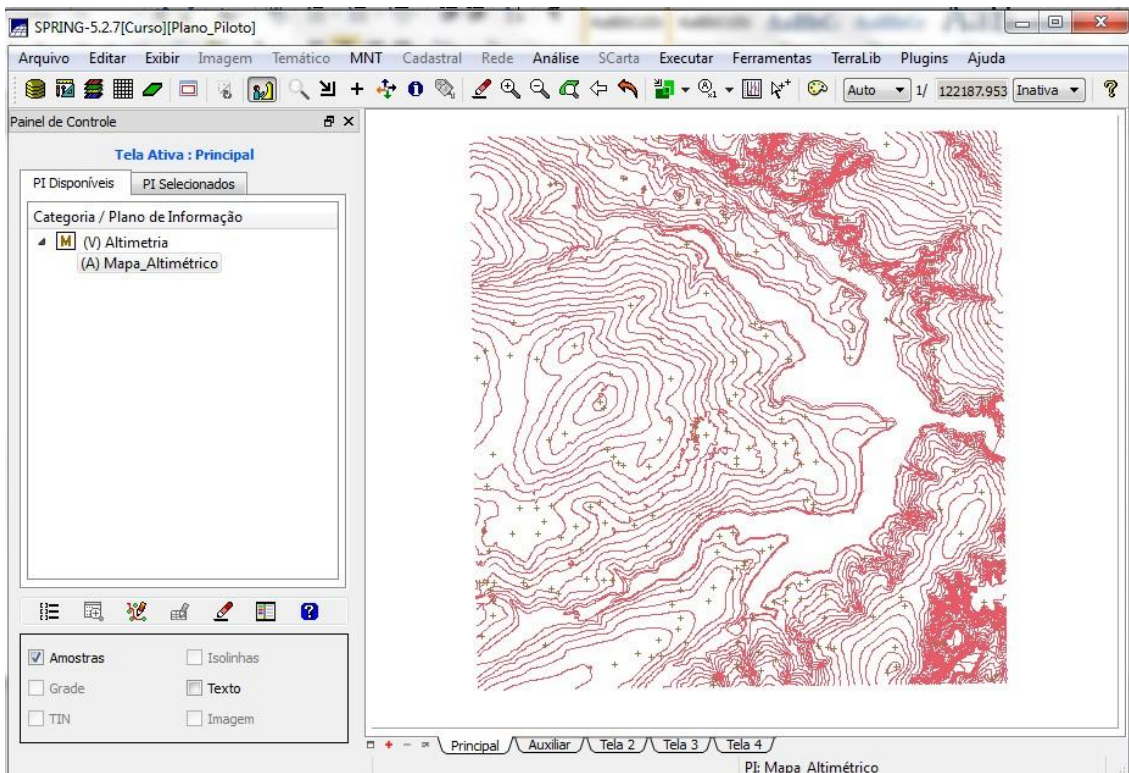 SPRING-5.2.7[Curso][Plano_Piloto]
Arquivo Editar Exibir Imagem Temático MNT Cadastral Rede Análise SCarta Executar Ferramentas TerraLib Plugins Ajuda
Auto 1/ 122187.953 Inativa
Painel de Controle
Tela Ativa : Principal
PI Disponíveis PI Selecionados
Categoria / Plano de Informação
M (V) Altimetria
(A) Mapa_Altimétrico
Amostras Isolinhas
Grade Texto
TIN Imagem
Principal Auxiliar Tela 2 Tela 3 Tela 4
PI: Mapa_Altimétrico